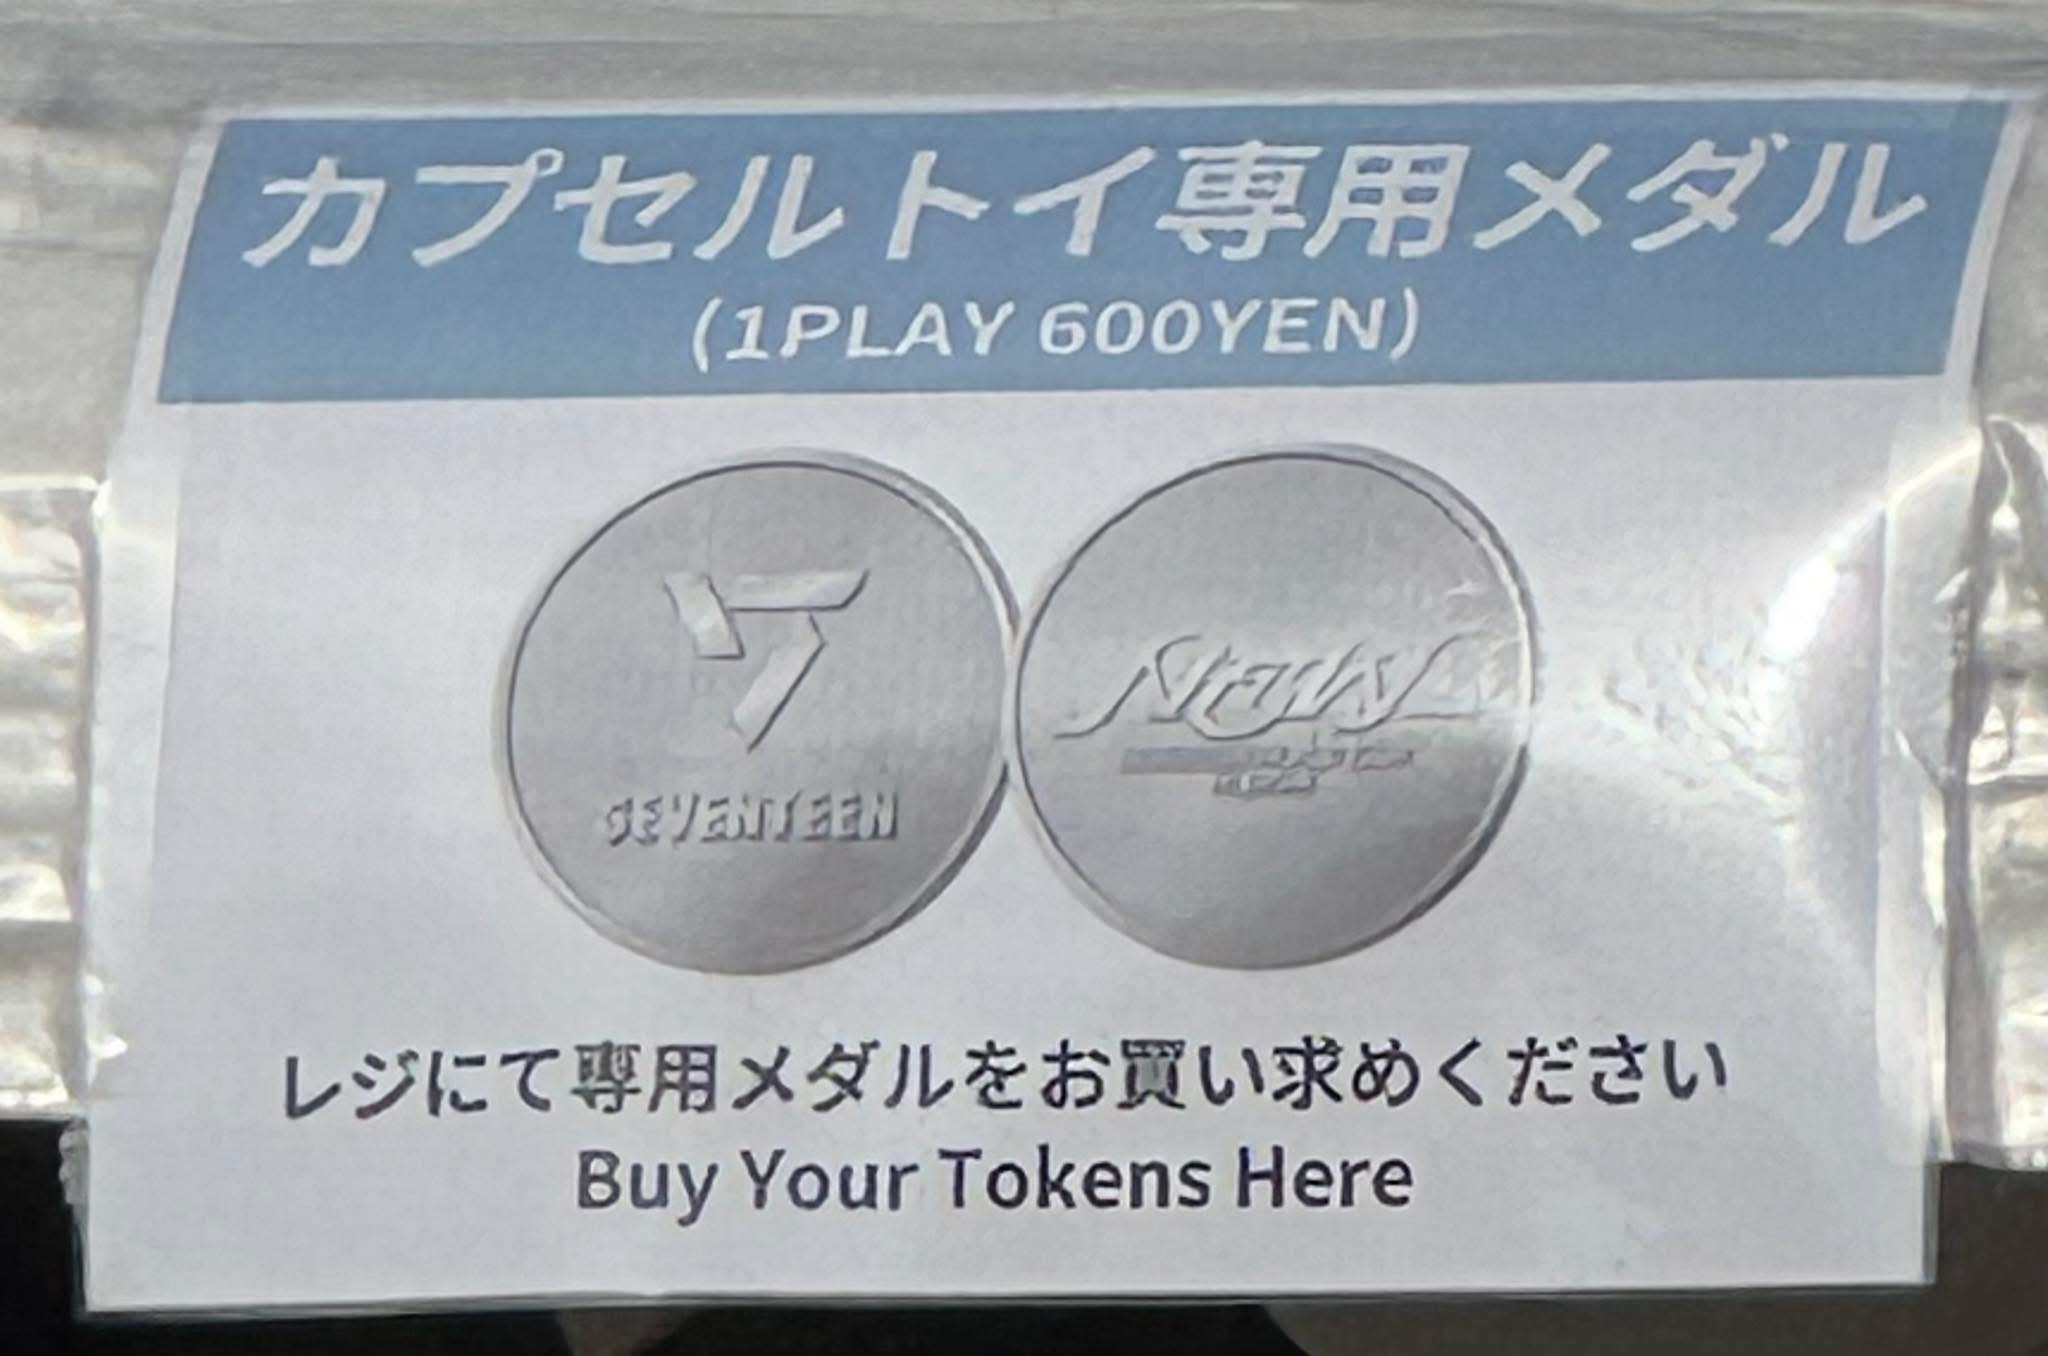 カプセルトイ専用メダル
(1PLAY 600YEN)
SEVENTEEN
レジにて専用メダルをお買い求めください
Buy Your Tokens Here